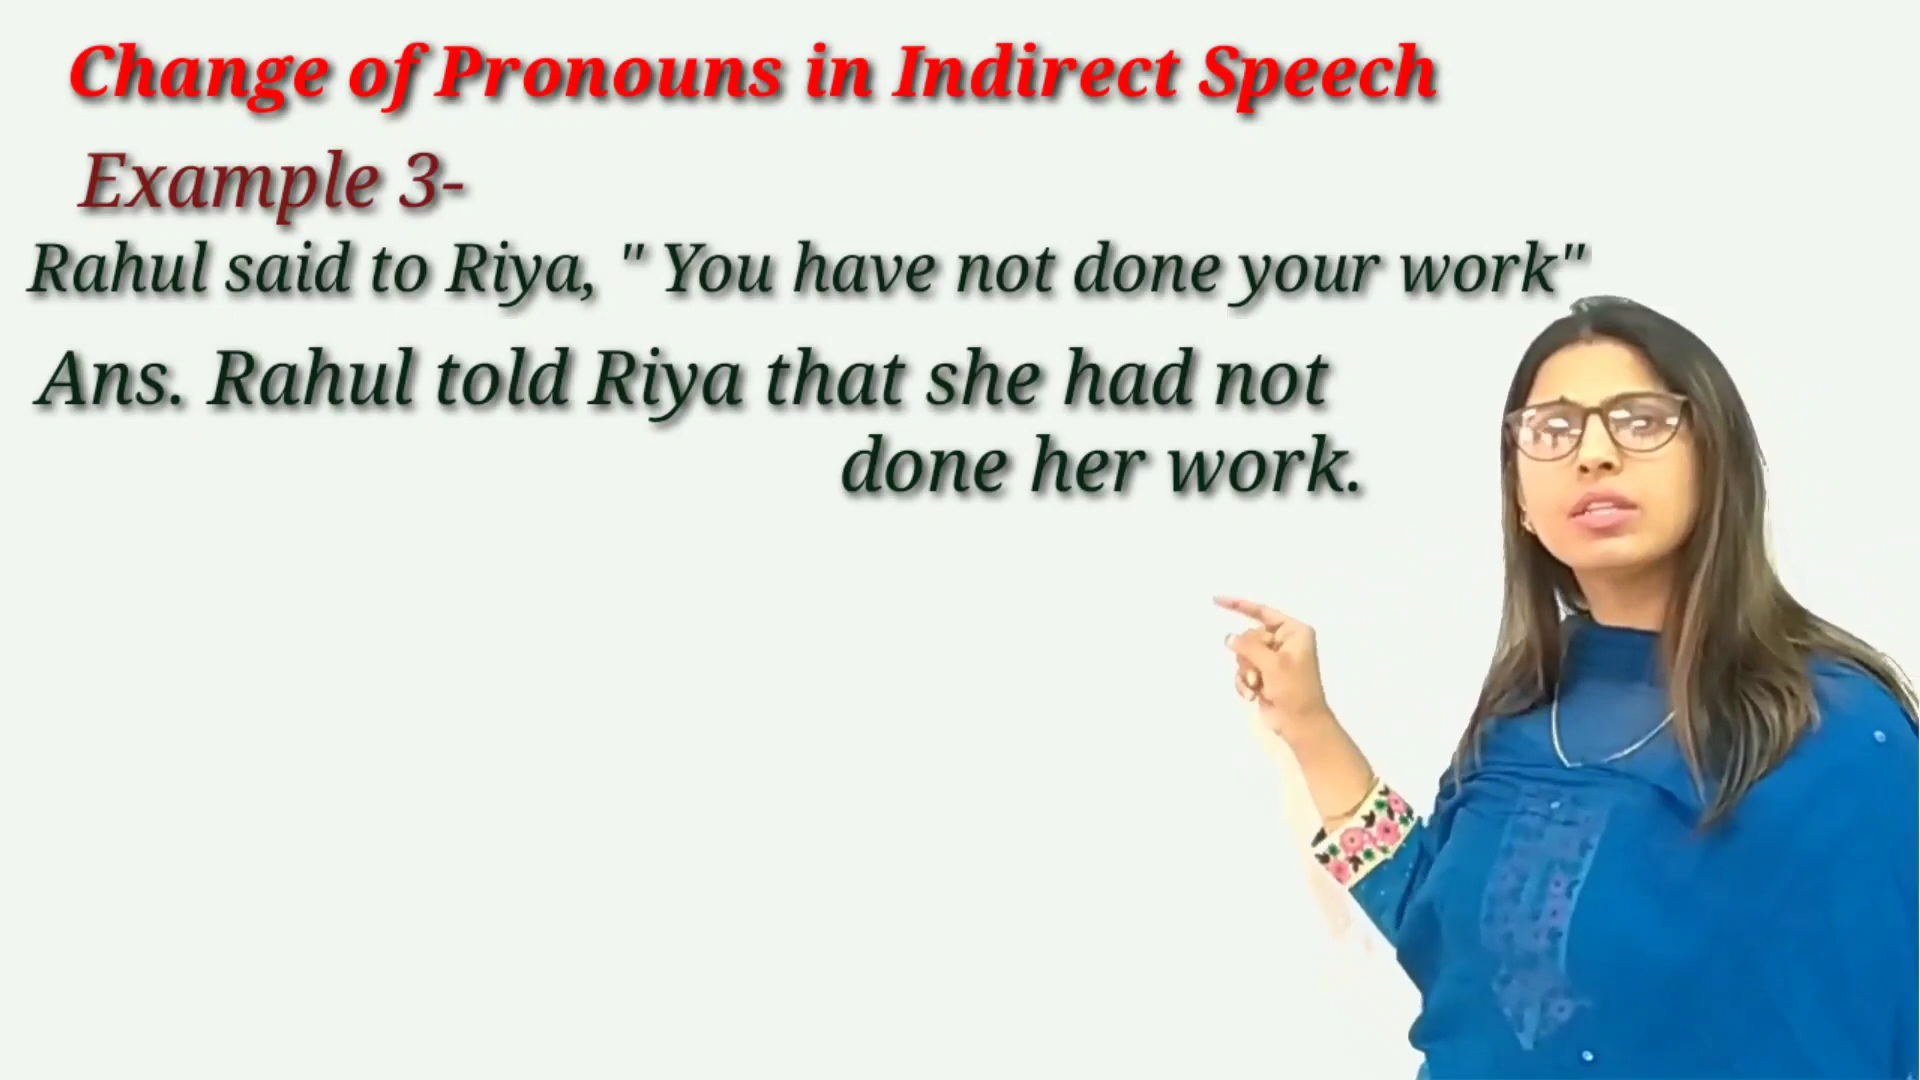 Change of Pronouns in Indirect Speech
Example 3-
Rahul said to Riya, " You have not done your work"
Ans. Rahul told Riya that she had not
done her work.